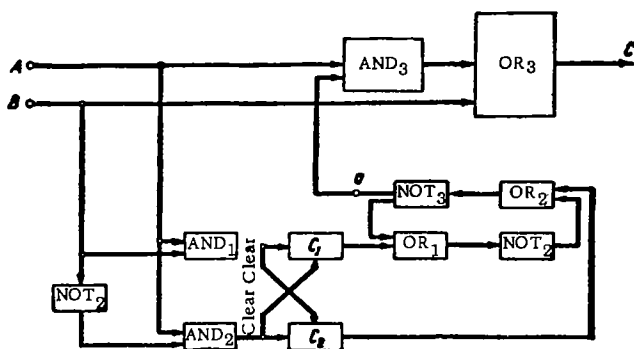 A
AND₃
OR₃
C
B
a
NOT₃
OR₂
AND₁
C₁
OR₁
NOT₂
NOT₂
AND₂
Clear Clear
C₂